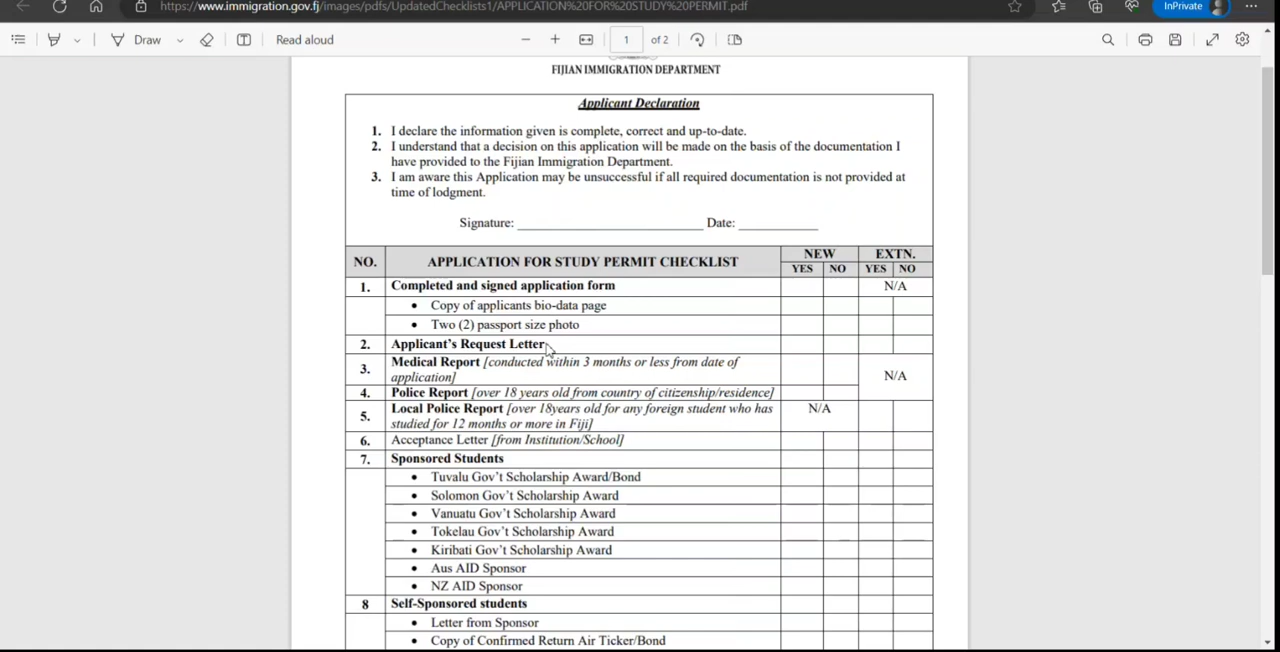 https://www.immigration.gov.fj/images/pdfs/UpdatedChecklists1/APPLICATION%20FOR%20STUDY%20PERMIT.pdf
InPrivate
Draw
Read aloud
1 of 2
FIJIAN IMMIGRATION DEPARTMENT
Applicant Declaration
1. I declare the information given is complete, correct and up-to-date.
2. I understand that a decision on this application will be made on the basis of the documentation I
have provided to the Fijian Immigration Department.
3. I am aware this Application may be unsuccessful if all required documentation is not provided at
time of lodgment.
Signature: ____________________ Date: __________
NO. APPLICATION FOR STUDY PERMIT CHECKLIST NEW EXTN.
YES NO YES NO
1. Completed and signed application form N/A
• Copy of applicants bio-data page
• Two (2) passport size photo
2. Applicant's Request Letter
3. Medical Report [conducted within 3 months or less from date of
application] N/A
4. Police Report [over 18 years old from country of citizenship/residence]
5. Local Police Report [over 18years old for any foreign student who has N/A
studied for 12 months or more in Fiji]
6. Acceptance Letter [from Institution/School]
7. Sponsored Students
• Tuvalu Gov't Scholarship Award/Bond
• Solomon Gov't Scholarship Award
• Vanuatu Gov't Scholarship Award
• Tokelau Gov't Scholarship Award
• Kiribati Gov't Scholarship Award
• Aus AID Sponsor
• NZ AID Sponsor
8 Self-Sponsored students
• Letter from Sponsor
• Copy of Confirmed Return Air Ticker/Bond